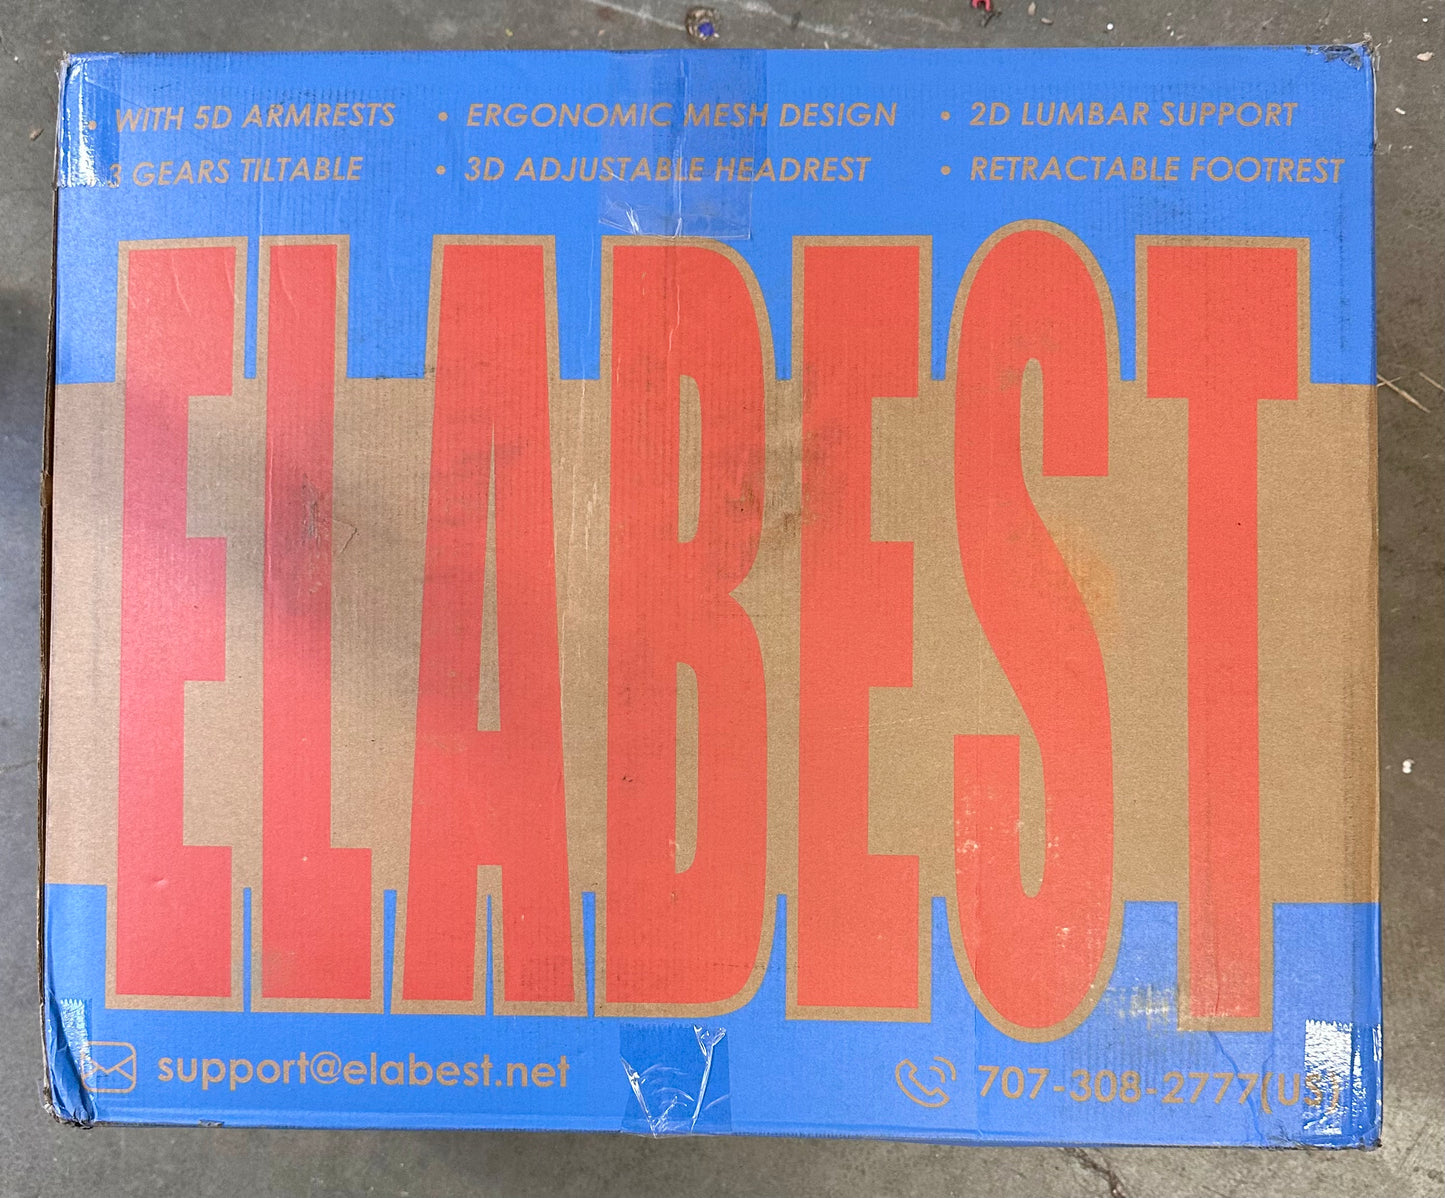 • WITH 5D ARMRESTS • ERGONOMIC MESH DESIGN • 2D LUMBAR SUPPORT
3 GEARS TILTABLE • 3D ADJUSTABLE HEADREST • RETRACTABLE FOOTREST
ELABEST
support@elabest.net 707-308-2777(US)